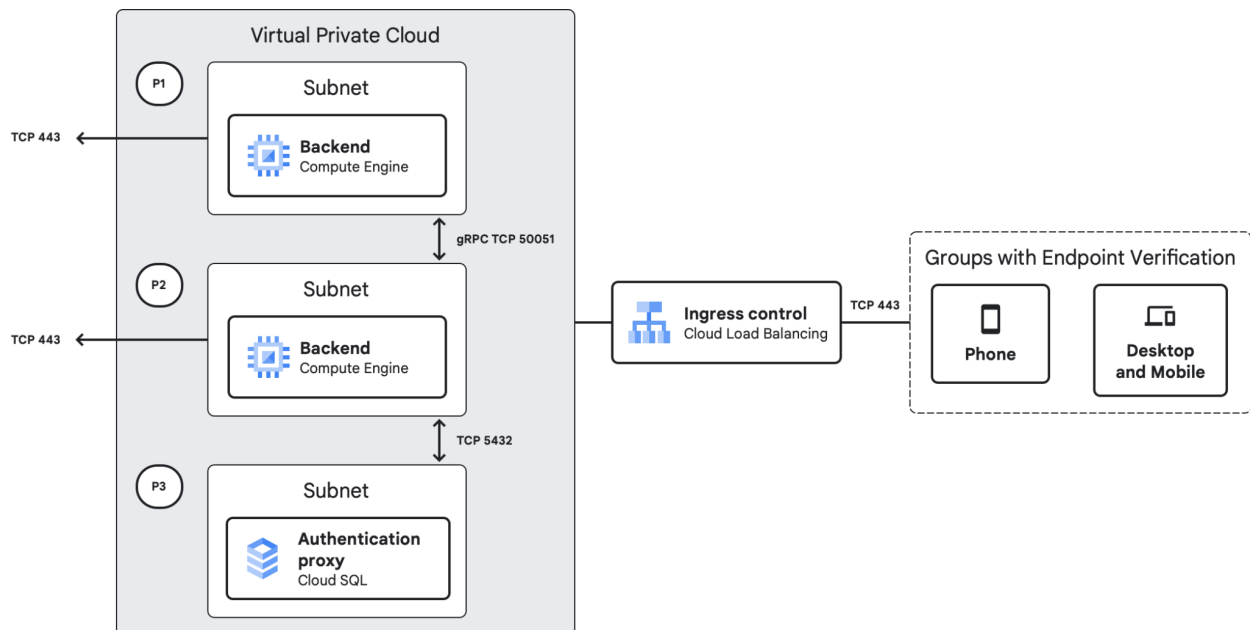 Virtual Private Cloud
P1
Subnet
Backend
Compute Engine
TCP 443
gRPC TCP 50051
P2
Subnet
Backend
Compute Engine
TCP 443
TCP 5432
P3
Subnet
Authentication
proxy
Cloud SQL
Ingress control
Cloud Load Balancing
TCP 443
Groups with Endpoint Verification
Phone
Desktop
and Mobile